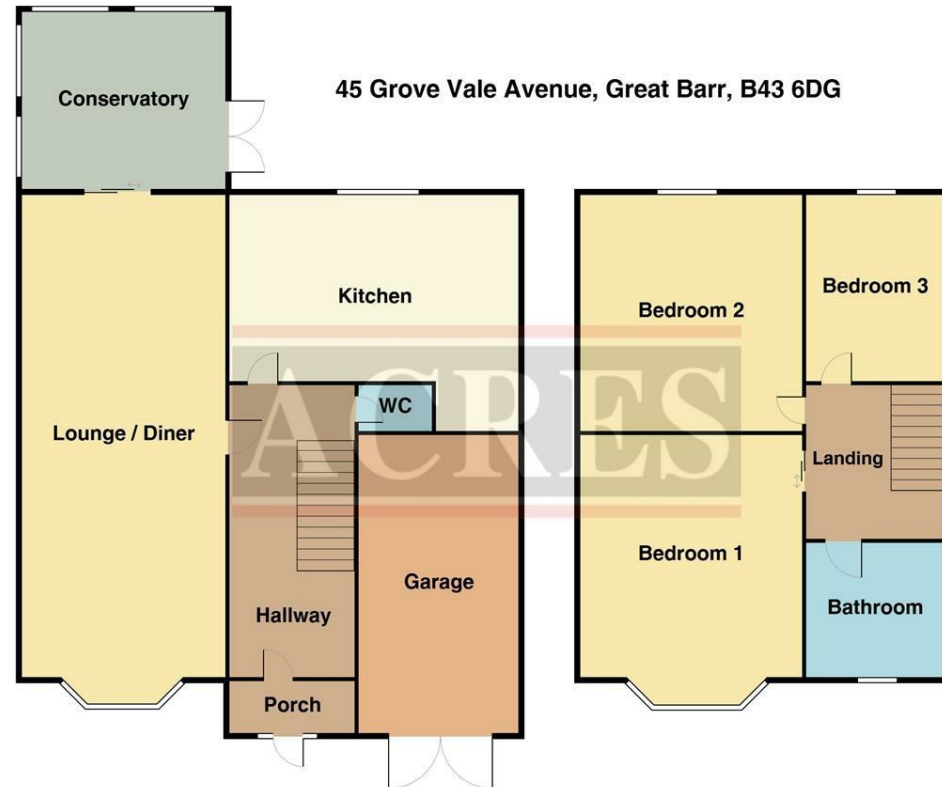 45 Grove Vale Avenue, Great Barr, B43 6DG
Conservatory
Kitchen
Lounge / Diner
WC
Hallway
Garage
Porch
Bedroom 2
Bedroom 3
Landing
Bedroom 1
Bathroom
ACRES